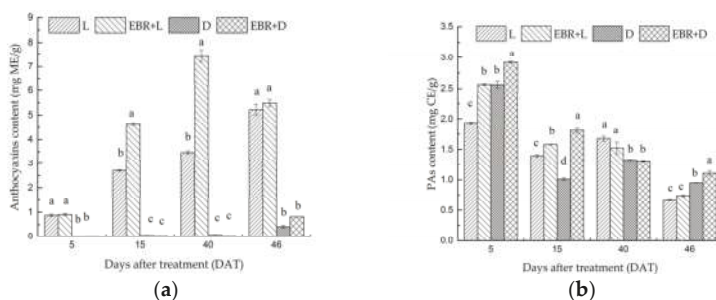 9
8
7
6
5
4
3
2
1
0
Anthocyaxins content (mg ME/g)
L EBR+L D EBR+D
a a b b
b a c c
b a c c
a a b b
5 15 40 46
Days after treatment (DAT)
(a)
3.5
3.0
2.5
2.0
1.5
1.0
0.5
0.0
PAs content (mg CE/g)
L EBR+L D EBR+D
c b b a
c b d a
a a b b
c c b a
5 15 40 46
Days after treatment (DAT)
(b)